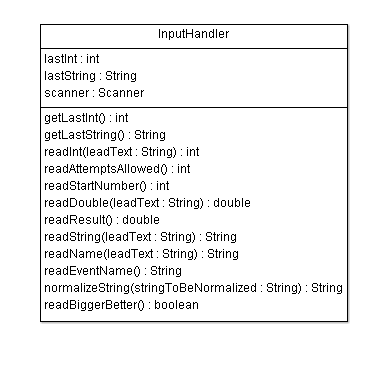 InputHandler
lastInt : int
lastString : String
scanner : Scanner
getLastInt() : int
getLastString() : String
readInt(leadText : String) : int
readAttemptsAllowed() : int
readStartNumber() : int
readDouble(leadText : String) : double
readResult() : double
readString(leadText : String) : String
readName(leadText : String) : String
readEventName() : String
normalizeString(stringToBeNormalized : String) : String
readBiggerBetter() : boolean